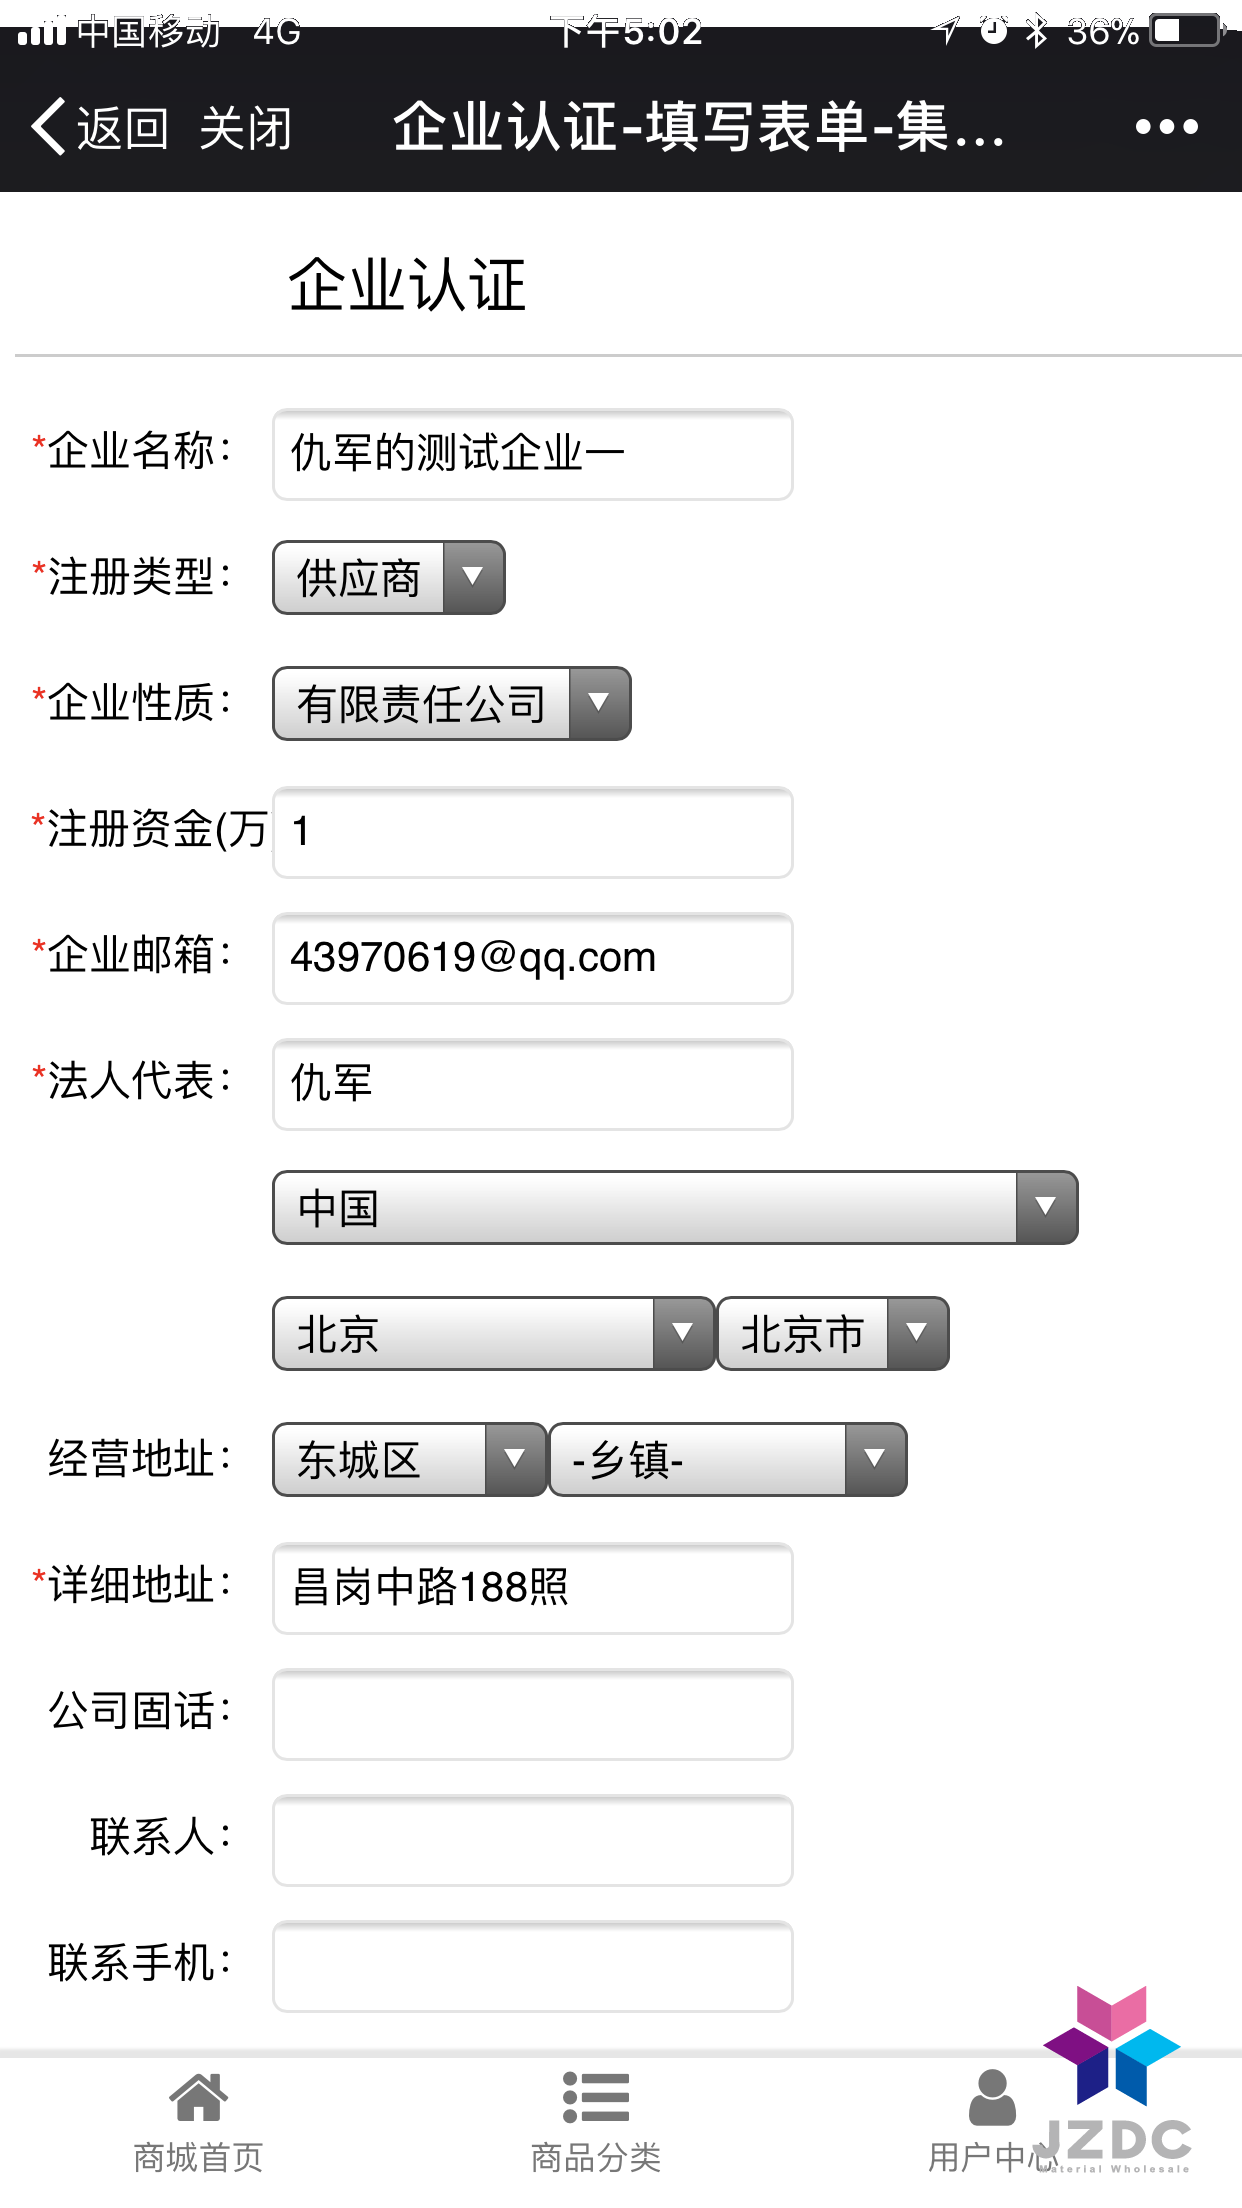 中国移动 4G 下午5:02 36%
返回 关闭 企业认证-填写表单-集...
企业认证
*企业名称： 仇军的测试企业一
*注册类型： 供应商
*企业性质： 有限责任公司
*注册资金(万 1
*企业邮箱： 43970619@qq.com
*法人代表： 仇军
中国
北京 北京市
经营地址： 东城区 -乡镇-
*详细地址： 昌岗中路188照
公司固话：
联系人：
联系手机：
商城首页 商品分类 用户中心
JZDC
Material Wholesale